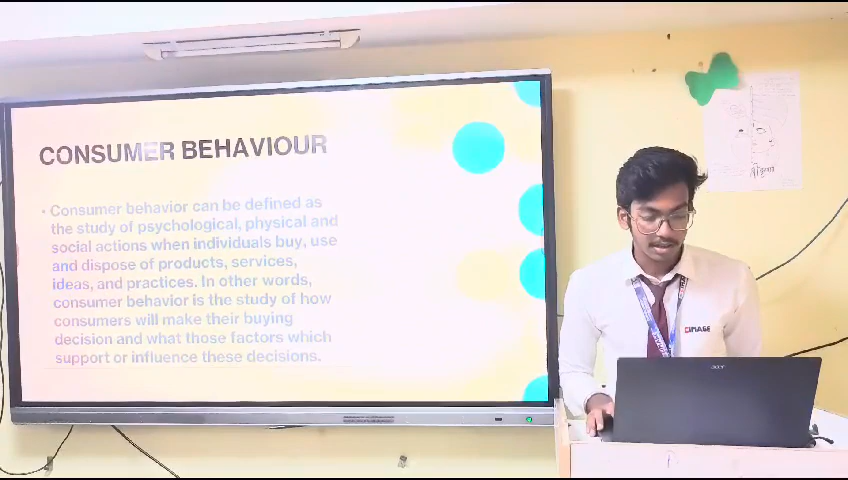 CONSUMER BEHAVIOUR
• Consumer behavior can be defined as
the study of psychological, physical and
social actions when individuals buy, use
and dispose of products, services,
ideas, and practices. In other words,
consumer behavior is the study of how
consumers will make their buying
decision and what those factors which
support or influence these decisions.
IMAGE
acer